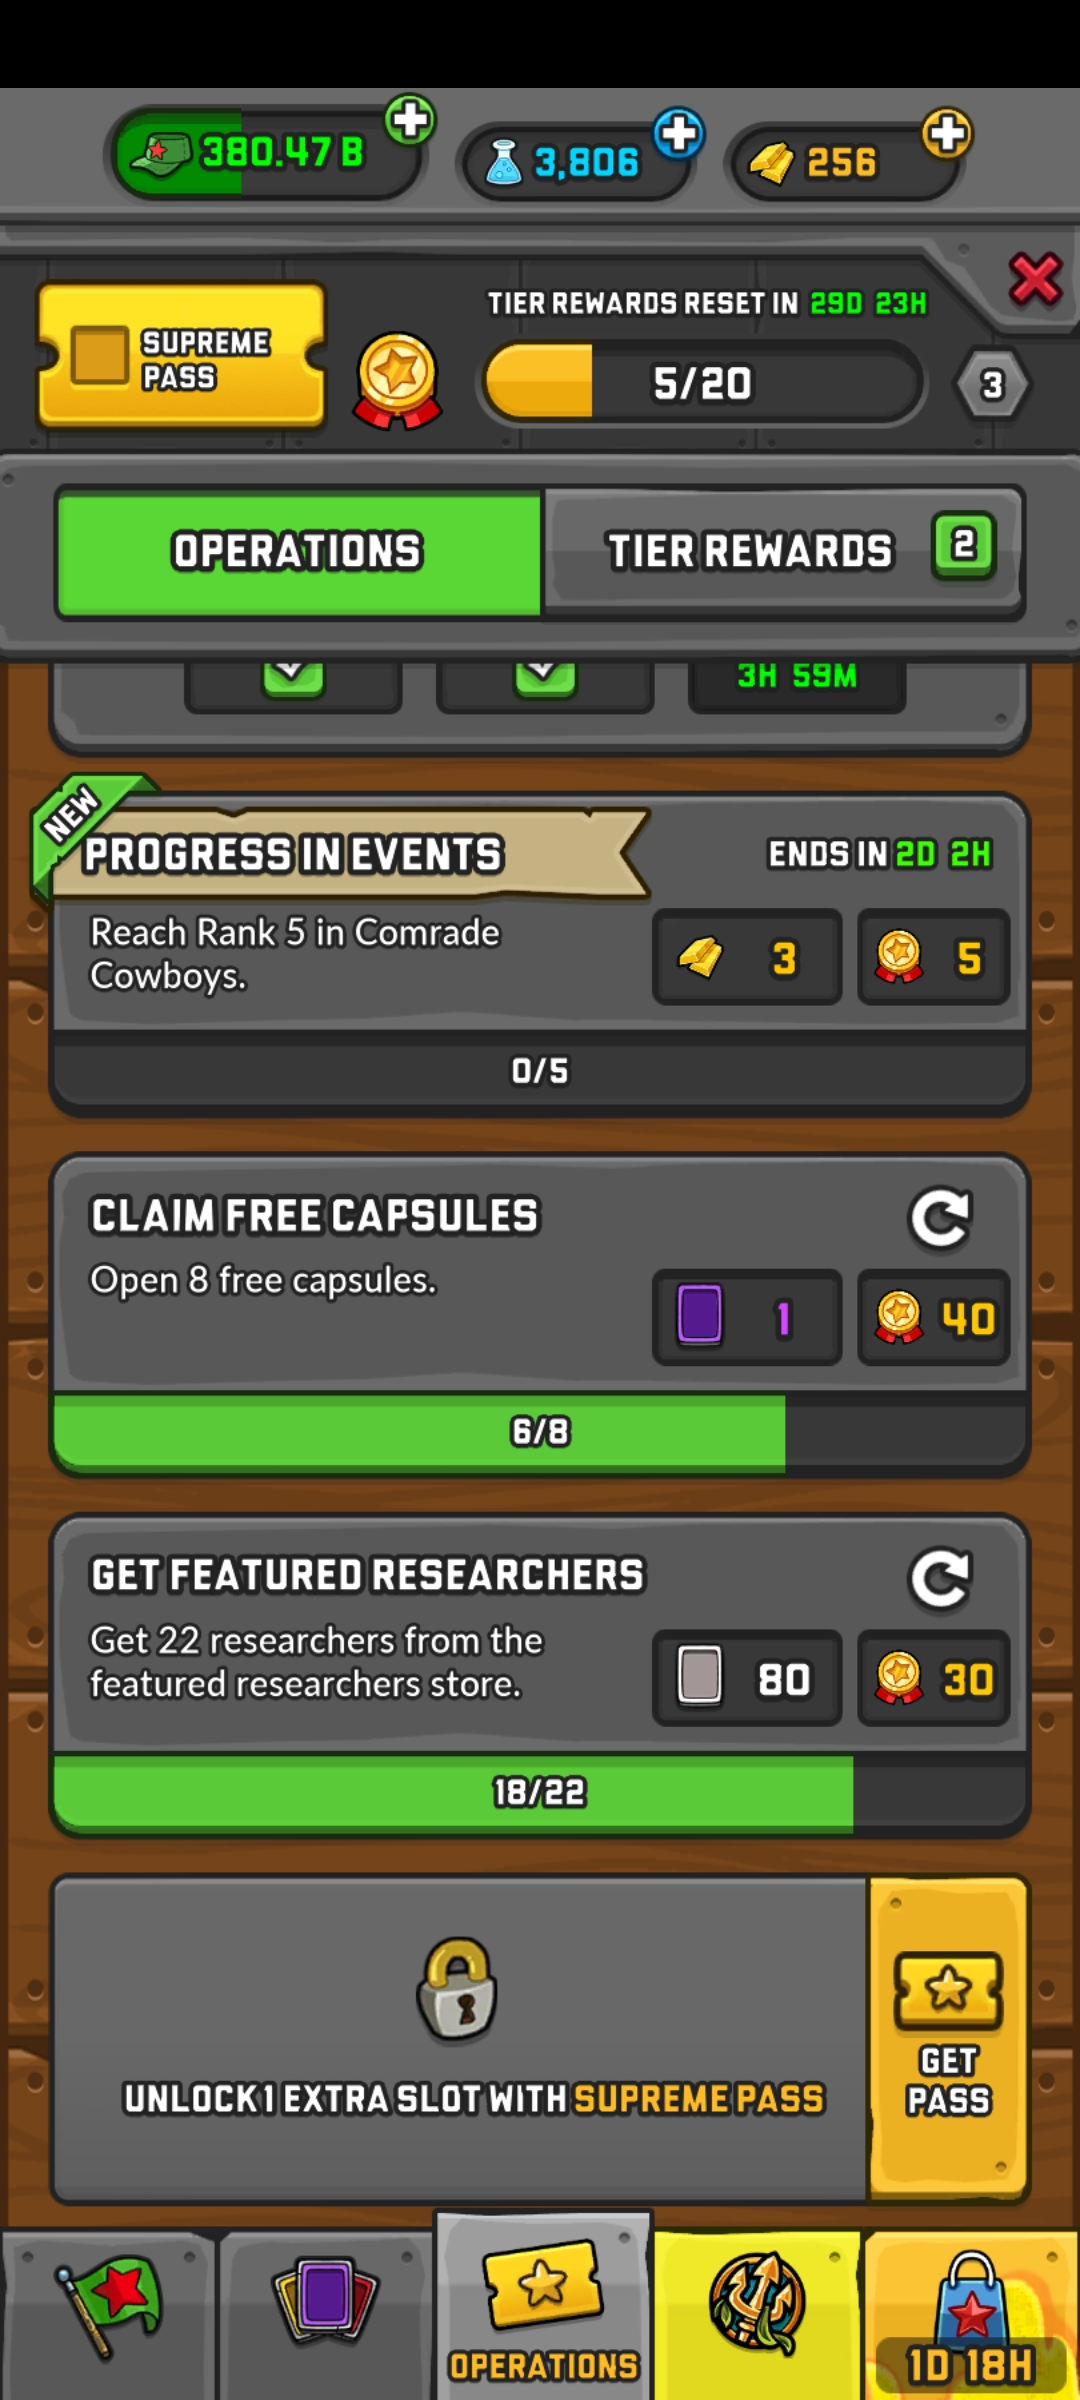 380.47 B
3,806
256
TIER REWARDS RESET IN 29D 23H
SUPREME
PASS
5/20
3
OPERATIONS
TIER REWARDS
2
3H 59M
NEW
PROGRESS IN EVENTS
ENDS IN 2D 2H
Reach Rank 5 in Comrade
Cowboys.
3
5
0/5
CLAIM FREE CAPSULES
Open 8 free capsules.
1
40
6/8
GET FEATURED RESEARCHERS
Get 22 researchers from the
featured researchers store.
80
30
18/22
UNLOCK 1 EXTRA SLOT WITH SUPREME PASS
GET
PASS
OPERATIONS
1D 18H